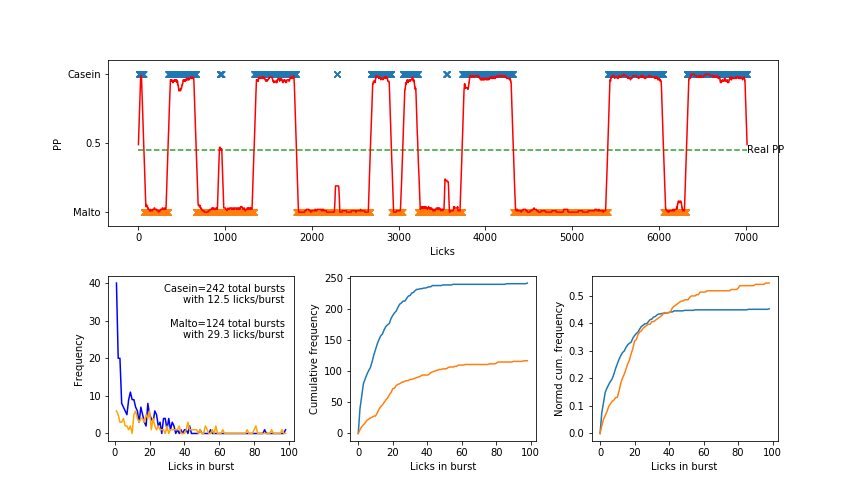 Casein
0.5
Malto
PP
Real PP
0 1000 2000 3000 4000 5000 6000 7000
Licks
40
30
20
10
0
Frequency
Casein=242 total bursts
with 12.5 licks/burst
Malto=124 total bursts
with 29.3 licks/burst
0 20 40 60 80 100
Licks in burst
250
200
150
100
50
0
Cumulative frequency
0 20 40 60 80 100
Licks in burst
0.5
0.4
0.3
0.2
0.1
0.0
Normd cum. frequency
0 20 40 60 80 100
Licks in burst